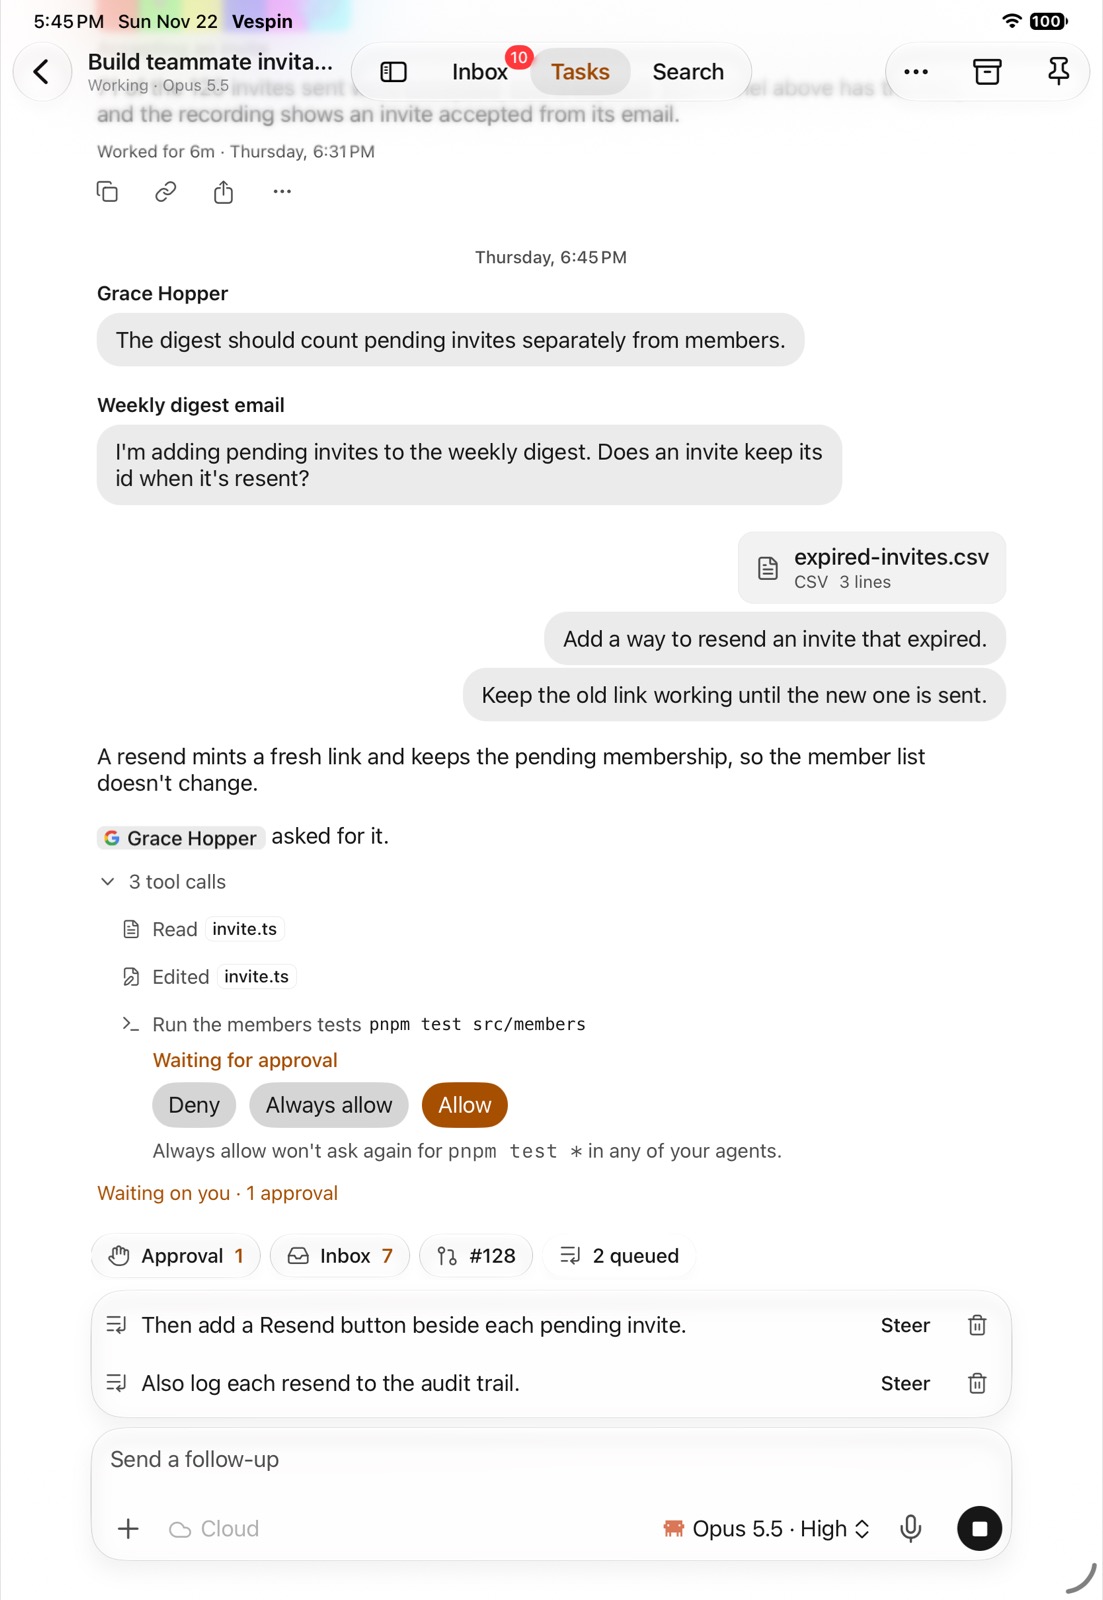 5:45 PM Sun Nov 22 Vespin
100
Build teammate invita...
Working · Opus 5.5
Inbox 10
Tasks
Search
invites sent
el above has
and the recording shows an invite accepted from its email.
Worked for 6m · Thursday, 6:31 PM
Thursday, 6:45 PM
Grace Hopper
The digest should count pending invites separately from members.
Weekly digest email
I'm adding pending invites to the weekly digest. Does an invite keep its
id when it's resent?
expired-invites.csv
CSV 3 lines
Add a way to resend an invite that expired.
Keep the old link working until the new one is sent.
A resend mints a fresh link and keeps the pending membership, so the member list
doesn't change.
Grace Hopper asked for it.
3 tool calls
Read invite.ts
Edited invite.ts
Run the members tests pnpm test src/members
Waiting for approval
Deny
Always allow
Allow
Always allow won't ask again for pnpm test * in any of your agents.
Waiting on you · 1 approval
Approval 1
Inbox 7
#128
2 queued
Then add a Resend button beside each pending invite.
Steer
Also log each resend to the audit trail.
Steer
Send a follow-up
Cloud
Opus 5.5 · High